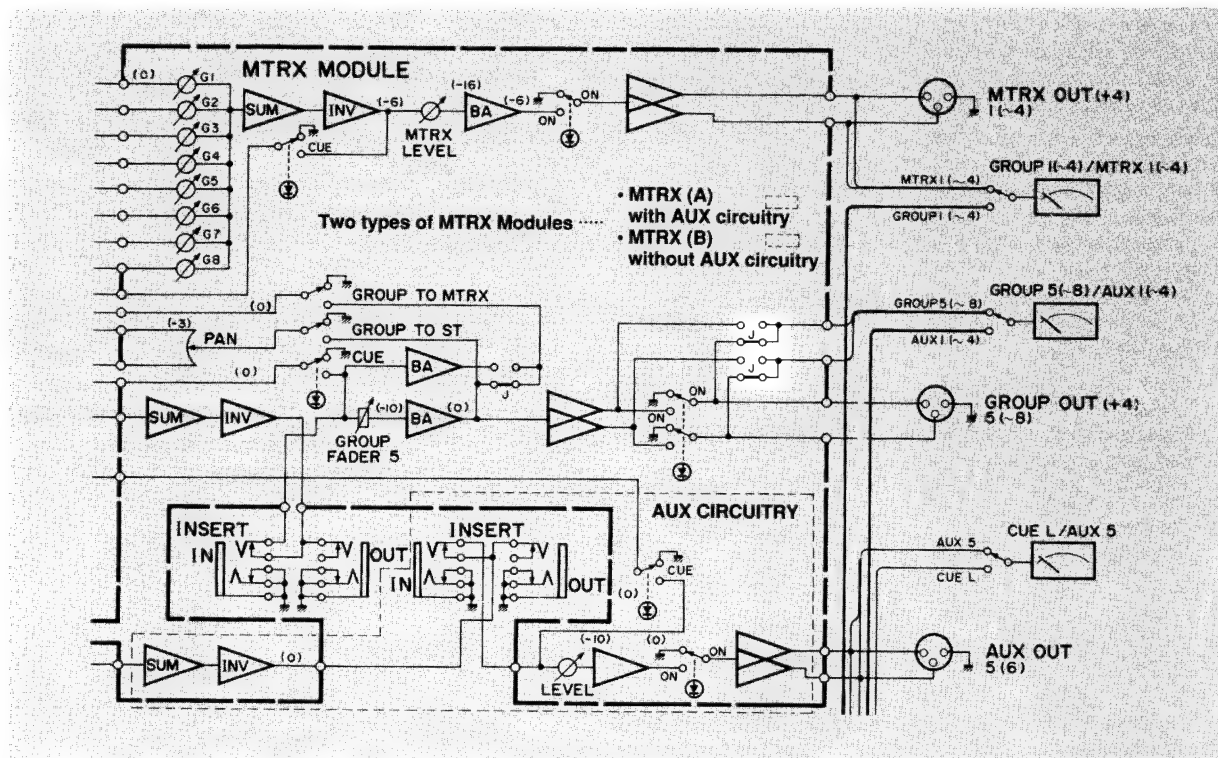 MTRX MODULE
(0)
G1
G2
G3
G4
G5
G6
G7
G8
SUM
INV
(-6)
CUE
(-16)
MTRX
LEVEL
BA
(-6)
ON
ON
MTRX OUT (+4)
1(~4)
GROUP 1(~4)/MTRX 1(~4)
MTRX 1 (~4)
GROUP 1 (~4)
Two types of MTRX Modules ·····
• MTRX (A)
with AUX circuitry
• MTRX (B)
without AUX circuitry
(0)
GROUP TO MTRX
(-3)
PAN
GROUP TO ST
(0)
CUE
BA
J
SUM
INV
(-10)
BA
(0)
GROUP
FADER 5
J
J
ON
ON
GROUP 5(~8)/AUX 1(~4)
GROUP 5 (~8)
AUX 1 (~4)
GROUP OUT (+4)
5(~8)
AUX CIRCUITRY
INSERT
IN
OUT
INSERT
IN
OUT
CUE
(0)
CUE L/AUX 5
AUX 5
CUE L
SUM
INV
(0)
(-10)
LEVEL
(0)
ON
ON
AUX OUT
5(6)